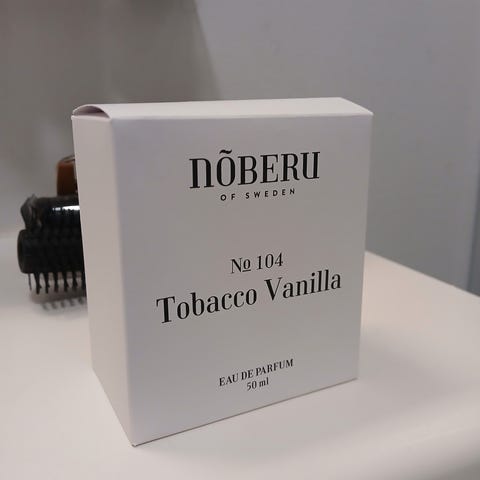 NÕBERU
OF SWEDEN
№ 104
Tobacco Vanilla
EAU DE PARFUM
50 ml